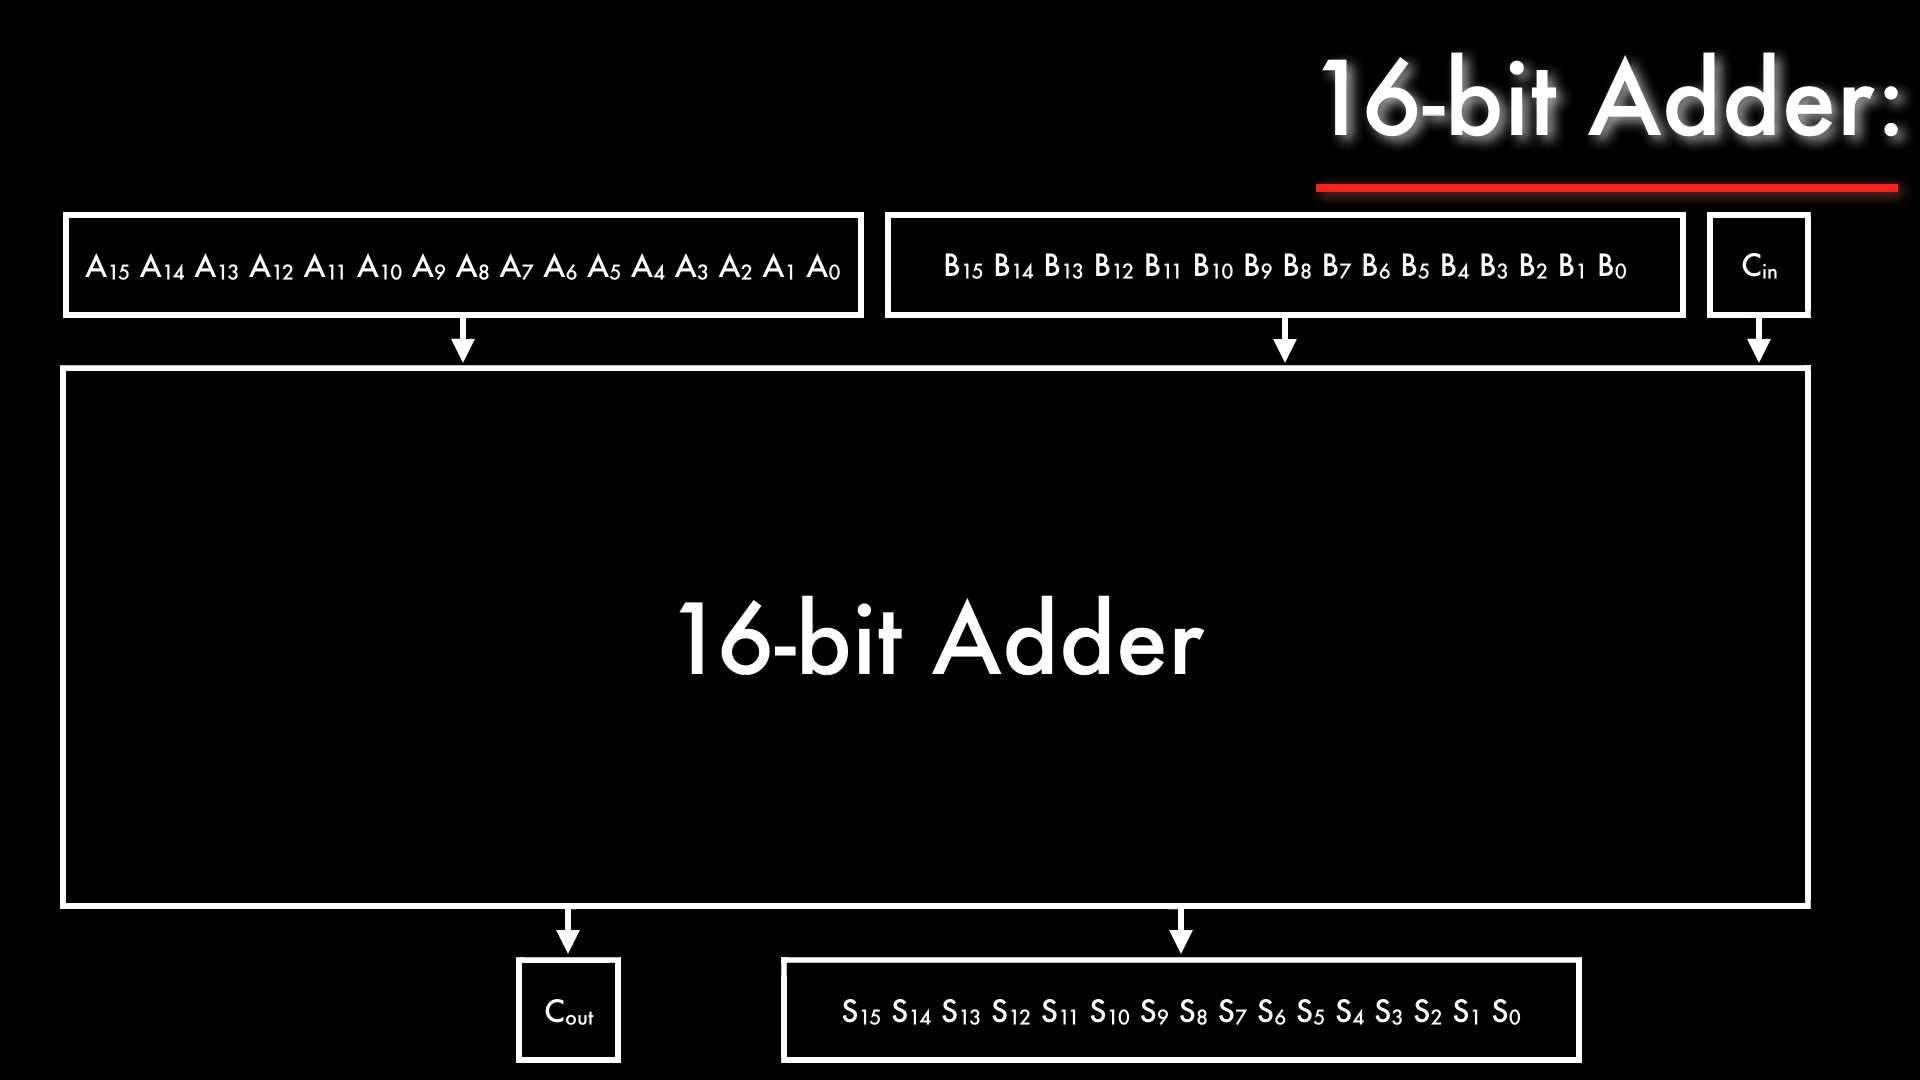 16-bit Adder:
A₁₅ A₁₄ A₁₃ A₁₂ A₁₁ A₁₀ A₉ A₈ A₇ A₆ A₅ A₄ A₃ A₂ A₁ A₀
B₁₅ B₁₄ B₁₃ B₁₂ B₁₁ B₁₀ B₉ B₈ B₇ B₆ B₅ B₄ B₃ B₂ B₁ B₀
Cin
16-bit Adder
Cout
S₁₅ S₁₄ S₁₃ S₁₂ S₁₁ S₁₀ S₉ S₈ S₇ S₆ S₅ S₄ S₃ S₂ S₁ S₀